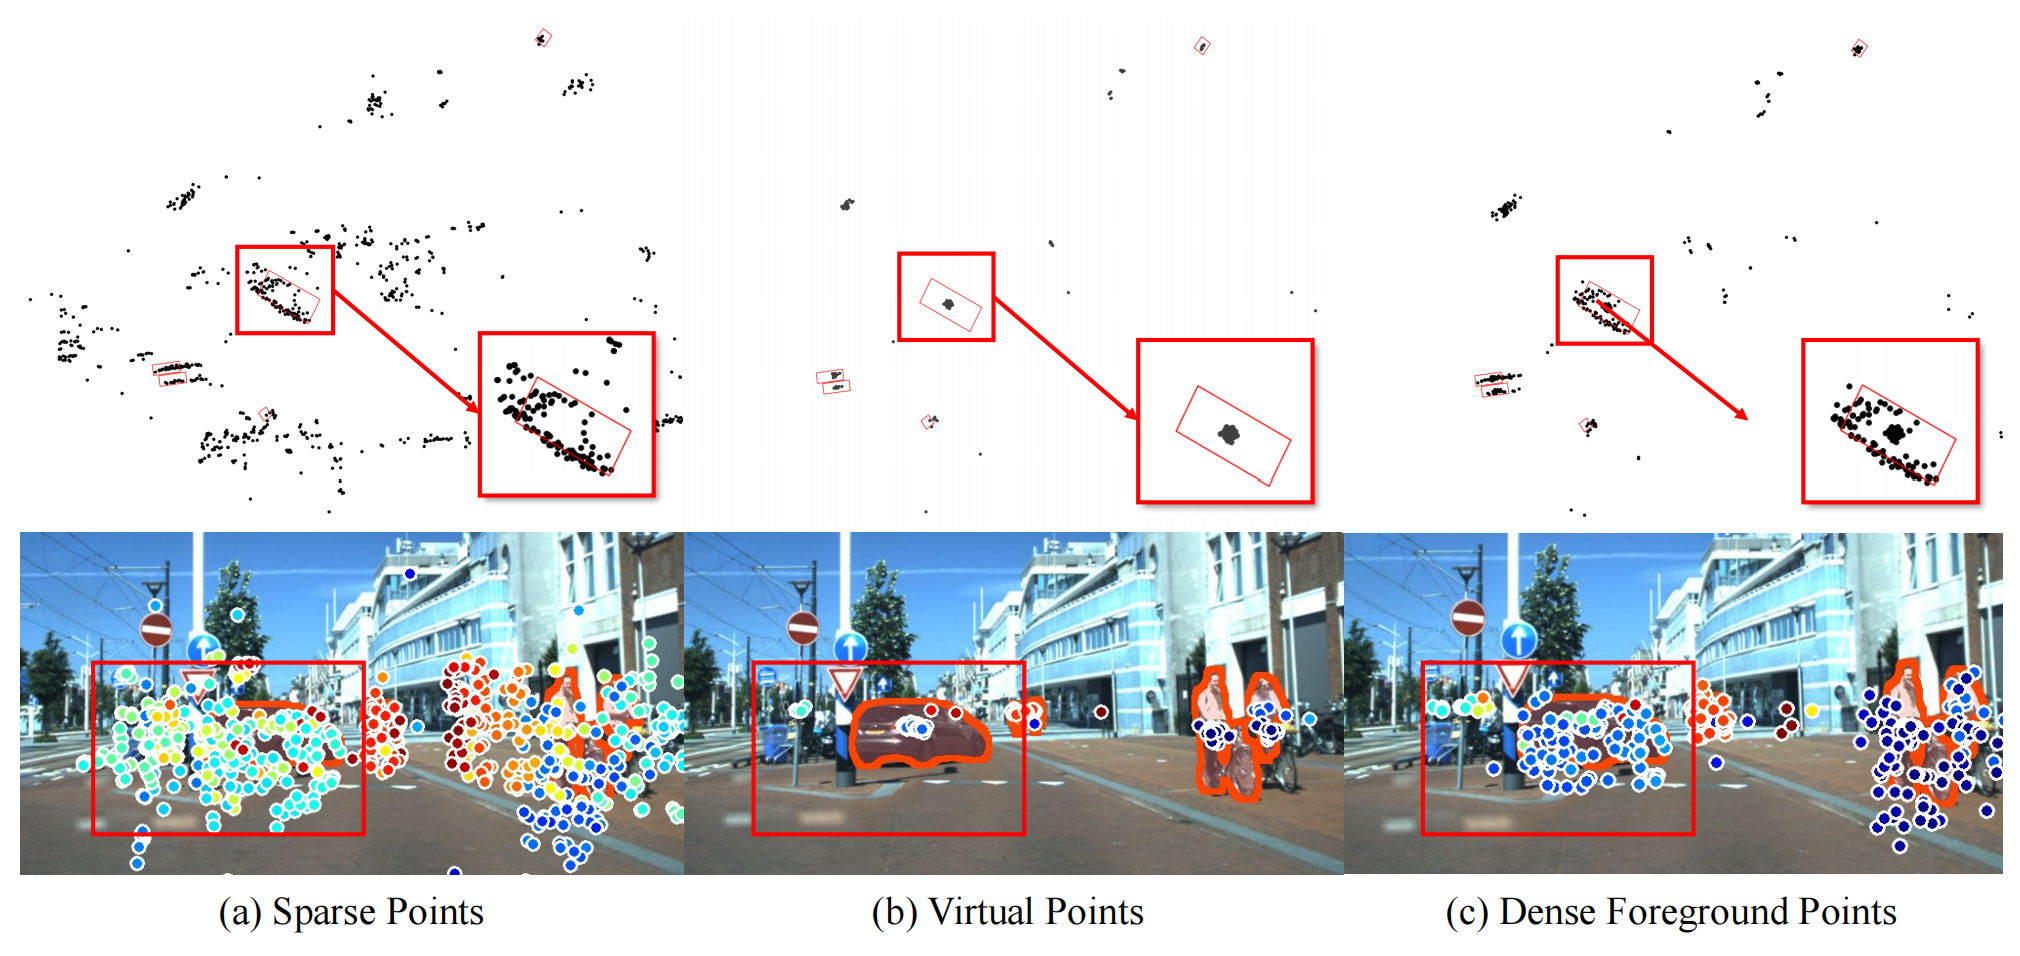 (a) Sparse Points
(b) Virtual Points
(c) Dense Foreground Points